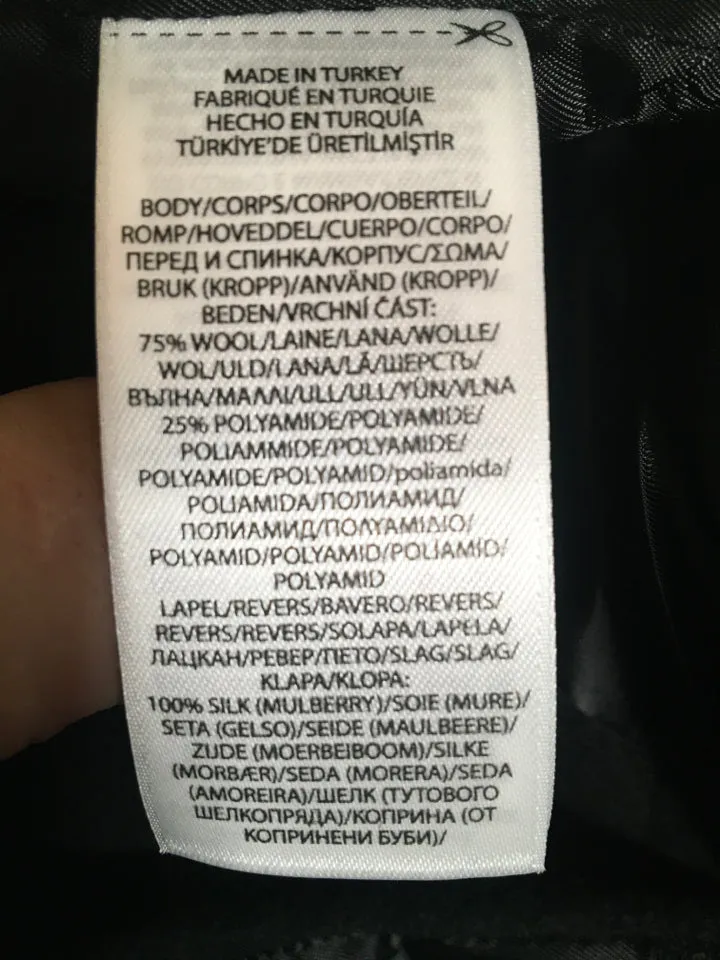 MADE IN TURKEY
FABRIQUÉ EN TURQUIE
HECHO EN TURQUÍA
TÜRKİYE'DE ÜRETİLMİŞTİR
BODY/CORPS/CORPO/OBERTEIL/
ROMP/HOVEDDEL/CUERPO/CORPO/
ПЕРЕД И СПИНКА/КОРПУС/ΣΩΜΑ/
BRUK (KROPP)/ANVÄND (KROPP)/
BEDEN/VRCHNÍ ČÁST:
75% WOOL/LAINE/LANA/WOLLE/
WOL/ULD/LANA/LÃ/ШЕРСТЬ/
ВЪЛНА/ΜΑΛΛΙ/ULL/ULL/YÜN/VLNA
25% POLYAMIDE/POLYAMIDE/
POLIAMMIDE/POLYAMIDE/
POLYAMIDE/POLYAMID/poliamida/
POLIAMIDA/ПОЛИАМИД/
ПОЛИАМИД/ΠΟΛΥΑΜΙΔΙΟ/
POLYAMID/POLYAMID/POLİAMİD/
POLYAMID
LAPEL/REVERS/BAVERO/REVERS/
REVERS/REVERS/SOLAPA/LAPELA/
ЛАЦКАН/РЕВЕР/ΠΕΤΟ/SLAG/SLAG/
KLAPA/KLOPA:
100% SILK (MULBERRY)/SOIE (MURE)/
SETA (GELSO)/SEIDE (MAULBEERE)/
ZIJDE (MOERBEIBOOM)/SILKE
(MORBÆR)/SEDA (MORERA)/SEDA
(AMOREIRA)/ШЕЛК (ТУТОВОГО
ШЕЛКОПРЯДА)/КОПРИНА (ОТ
КОПРИНЕНИ БУБИ)/